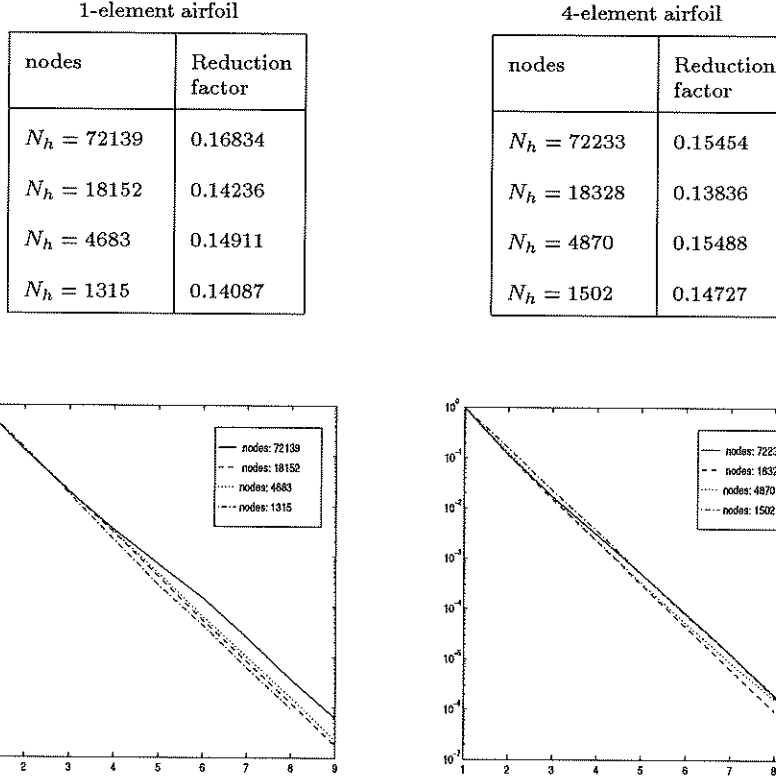 1-element airfoil
nodes Reduction factor
N_h = 72139 0.16834
N_h = 18152 0.14236
N_h = 4683 0.14911
N_h = 1315 0.14087
4-element airfoil
nodes Reduction factor
N_h = 72233 0.15454
N_h = 18328 0.13836
N_h = 4870 0.15488
N_h = 1502 0.14727
nodes: 72139
nodes: 18152
nodes: 4683
nodes: 1315
2 3 4 5 6 7 8 9
10^0
10^-1
10^-2
10^-3
10^-4
10^-5
10^-6
10^-7
nodes: 7223
nodes: 1832
nodes: 4870
nodes: 1502
1 2 3 4 5 6 7 8